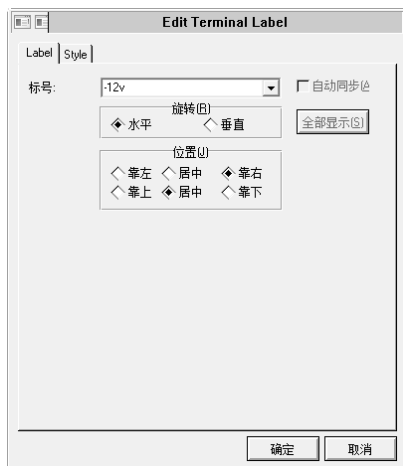 Edit Terminal Label
Label Style
标号: -12v 自动同步(A
旋转(R)
水平 垂直 全部显示(S)
位置(J)
靠左 居中 靠右
靠上 居中 靠下
确定 取消